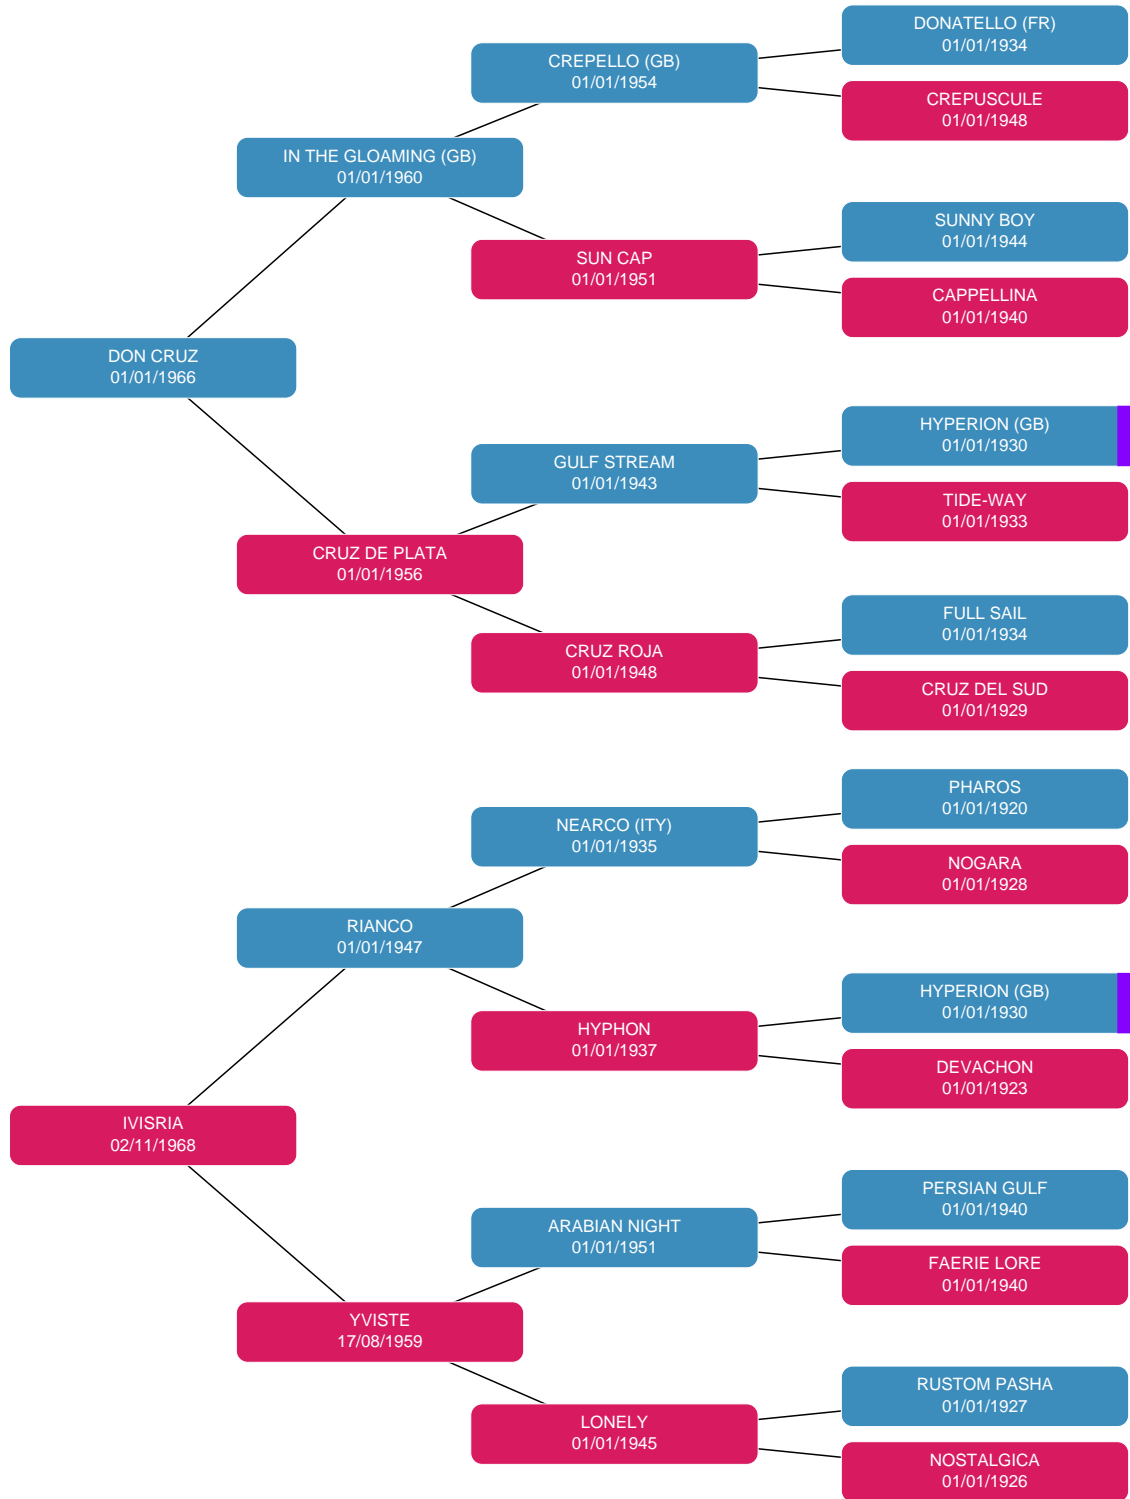 DONATELLO (FR)
01/01/1934
CREPELLO (GB)
01/01/1954
CREPUSCULE
01/01/1948
IN THE GLOAMING (GB)
01/01/1960
SUNNY BOY
01/01/1944
SUN CAP
01/01/1951
CAPPELLINA
01/01/1940
DON CRUZ
01/01/1966
HYPERION (GB)
01/01/1930
GULF STREAM
01/01/1943
TIDE-WAY
01/01/1933
CRUZ DE PLATA
01/01/1956
FULL SAIL
01/01/1934
CRUZ ROJA
01/01/1948
CRUZ DEL SUD
01/01/1929
PHAROS
01/01/1920
NEARCO (ITY)
01/01/1935
NOGARA
01/01/1928
RIANCO
01/01/1947
HYPERION (GB)
01/01/1930
HYPHON
01/01/1937
DEVACHON
01/01/1923
IVISRIA
02/11/1968
PERSIAN GULF
01/01/1940
ARABIAN NIGHT
01/01/1951
FAERIE LORE
01/01/1940
YVISTE
17/08/1959
RUSTOM PASHA
01/01/1927
LONELY
01/01/1945
NOSTALGICA
01/01/1926